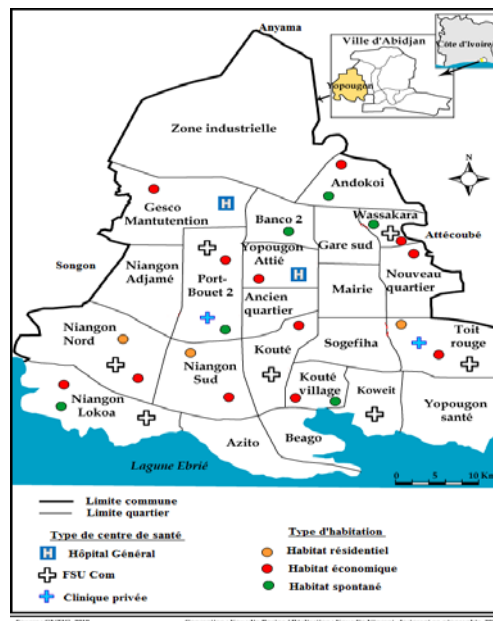 Anyama
Ville d'Abidjan
Côte d'Ivoire
Yopougon
Zone industrielle
N
Andokoi
Gesco
Mantutention
H
Banco 2
Wassakara
Attécoubé
Gare sud
Yopougon
Attié
H
Songon
Niangon
Adjamé
Port-
Bouet 2
Nouveau
quartier
Ancien
quartier
Mairie
Niangon
Nord
Toit
rouge
Kouté
Sogefiha
Niangon
Sud
Kouté
village
Koweit
Niangon
Lokoa
Yopougon
santé
Azito
Beago
Lagune Ebrié
0 5 10 Km
Limite commune
Limite quartier
Type de centre de santé
H Hôpital Général
FSU Com
Clinique privée
Type d'habitation
Habitat résidentiel
Habitat économique
Habitat spontané